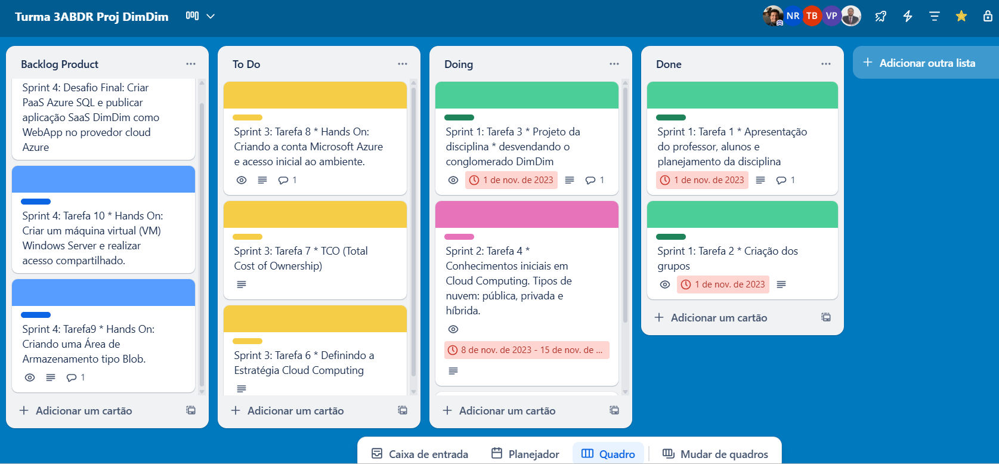 Turma 3ABDR Proj DimDim
NR
TB
VP
Backlog Product
Sprint 4: Desafio Final: Criar
PaaS Azure SQL e publicar
aplicação SaaS DimDim como
WebApp no provedor cloud
Azure
Sprint 4: Tarefa 10 * Hands On:
Criar um máquina virtual (VM)
Windows Server e realizar
acesso compartilhado.
Sprint 4: Tarefa9 * Hands On:
Criando uma Área de
Armazenamento tipo Blob.
1
Adicionar um cartão
To Do
Sprint 3: Tarefa 8 * Hands On:
Criando a conta Microsoft Azure
e acesso inicial ao ambiente.
1
Sprint 3: Tarefa 7 * TCO (Total
Cost of Ownership)
Sprint 3: Tarefa 6 * Definindo a
Estratégia Cloud Computing
Adicionar um cartão
Doing
Sprint 1: Tarefa 3 * Projeto da
disciplina * desvendando o
conglomerado DimDim
1 de nov. de 2023
1
Sprint 2: Tarefa 4 *
Conhecimentos iniciais em
Cloud Computing. Tipos de
nuvem: pública, privada e
híbrida.
8 de nov. de 2023 - 15 de nov. de ...
Adicionar um cartão
Done
Sprint 1: Tarefa 1 * Apresentação
do professor, alunos e
planejamento da disciplina
1 de nov. de 2023
1
Sprint 1: Tarefa 2 * Criação dos
grupos
1 de nov. de 2023
Adicionar um cartão
Adicionar outra lista
Caixa de entrada
Planejador
Quadro
Mudar de quadros